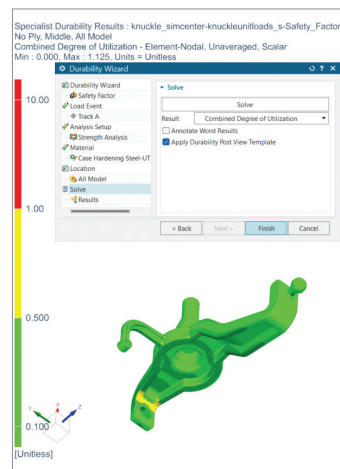 Specialist Durability Results : knuckle_simcenter-knuckleunitloads_s-Safety_Factor
No Ply, Middle, All Model
Combined Degree of Utilization - Element-Nodal, Unaveraged, Scalar
Min : 0.000, Max : 1.125, Units = Unitless
Durability Wizard
Durability Wizard
Safety Factor
Load Event
Track A
Analysis Setup
Strength Analysis
Material
Case Hardening Steel-UT
Location
All Model
Solve
Results
Solve
Solve
Result Combined Degree of Utilization
Annotate Worst Results
Apply Durability Post View Template
< Back Next > Finish Cancel
10.00
1.00
0.500
0.100
Y X Z
[Unitless]